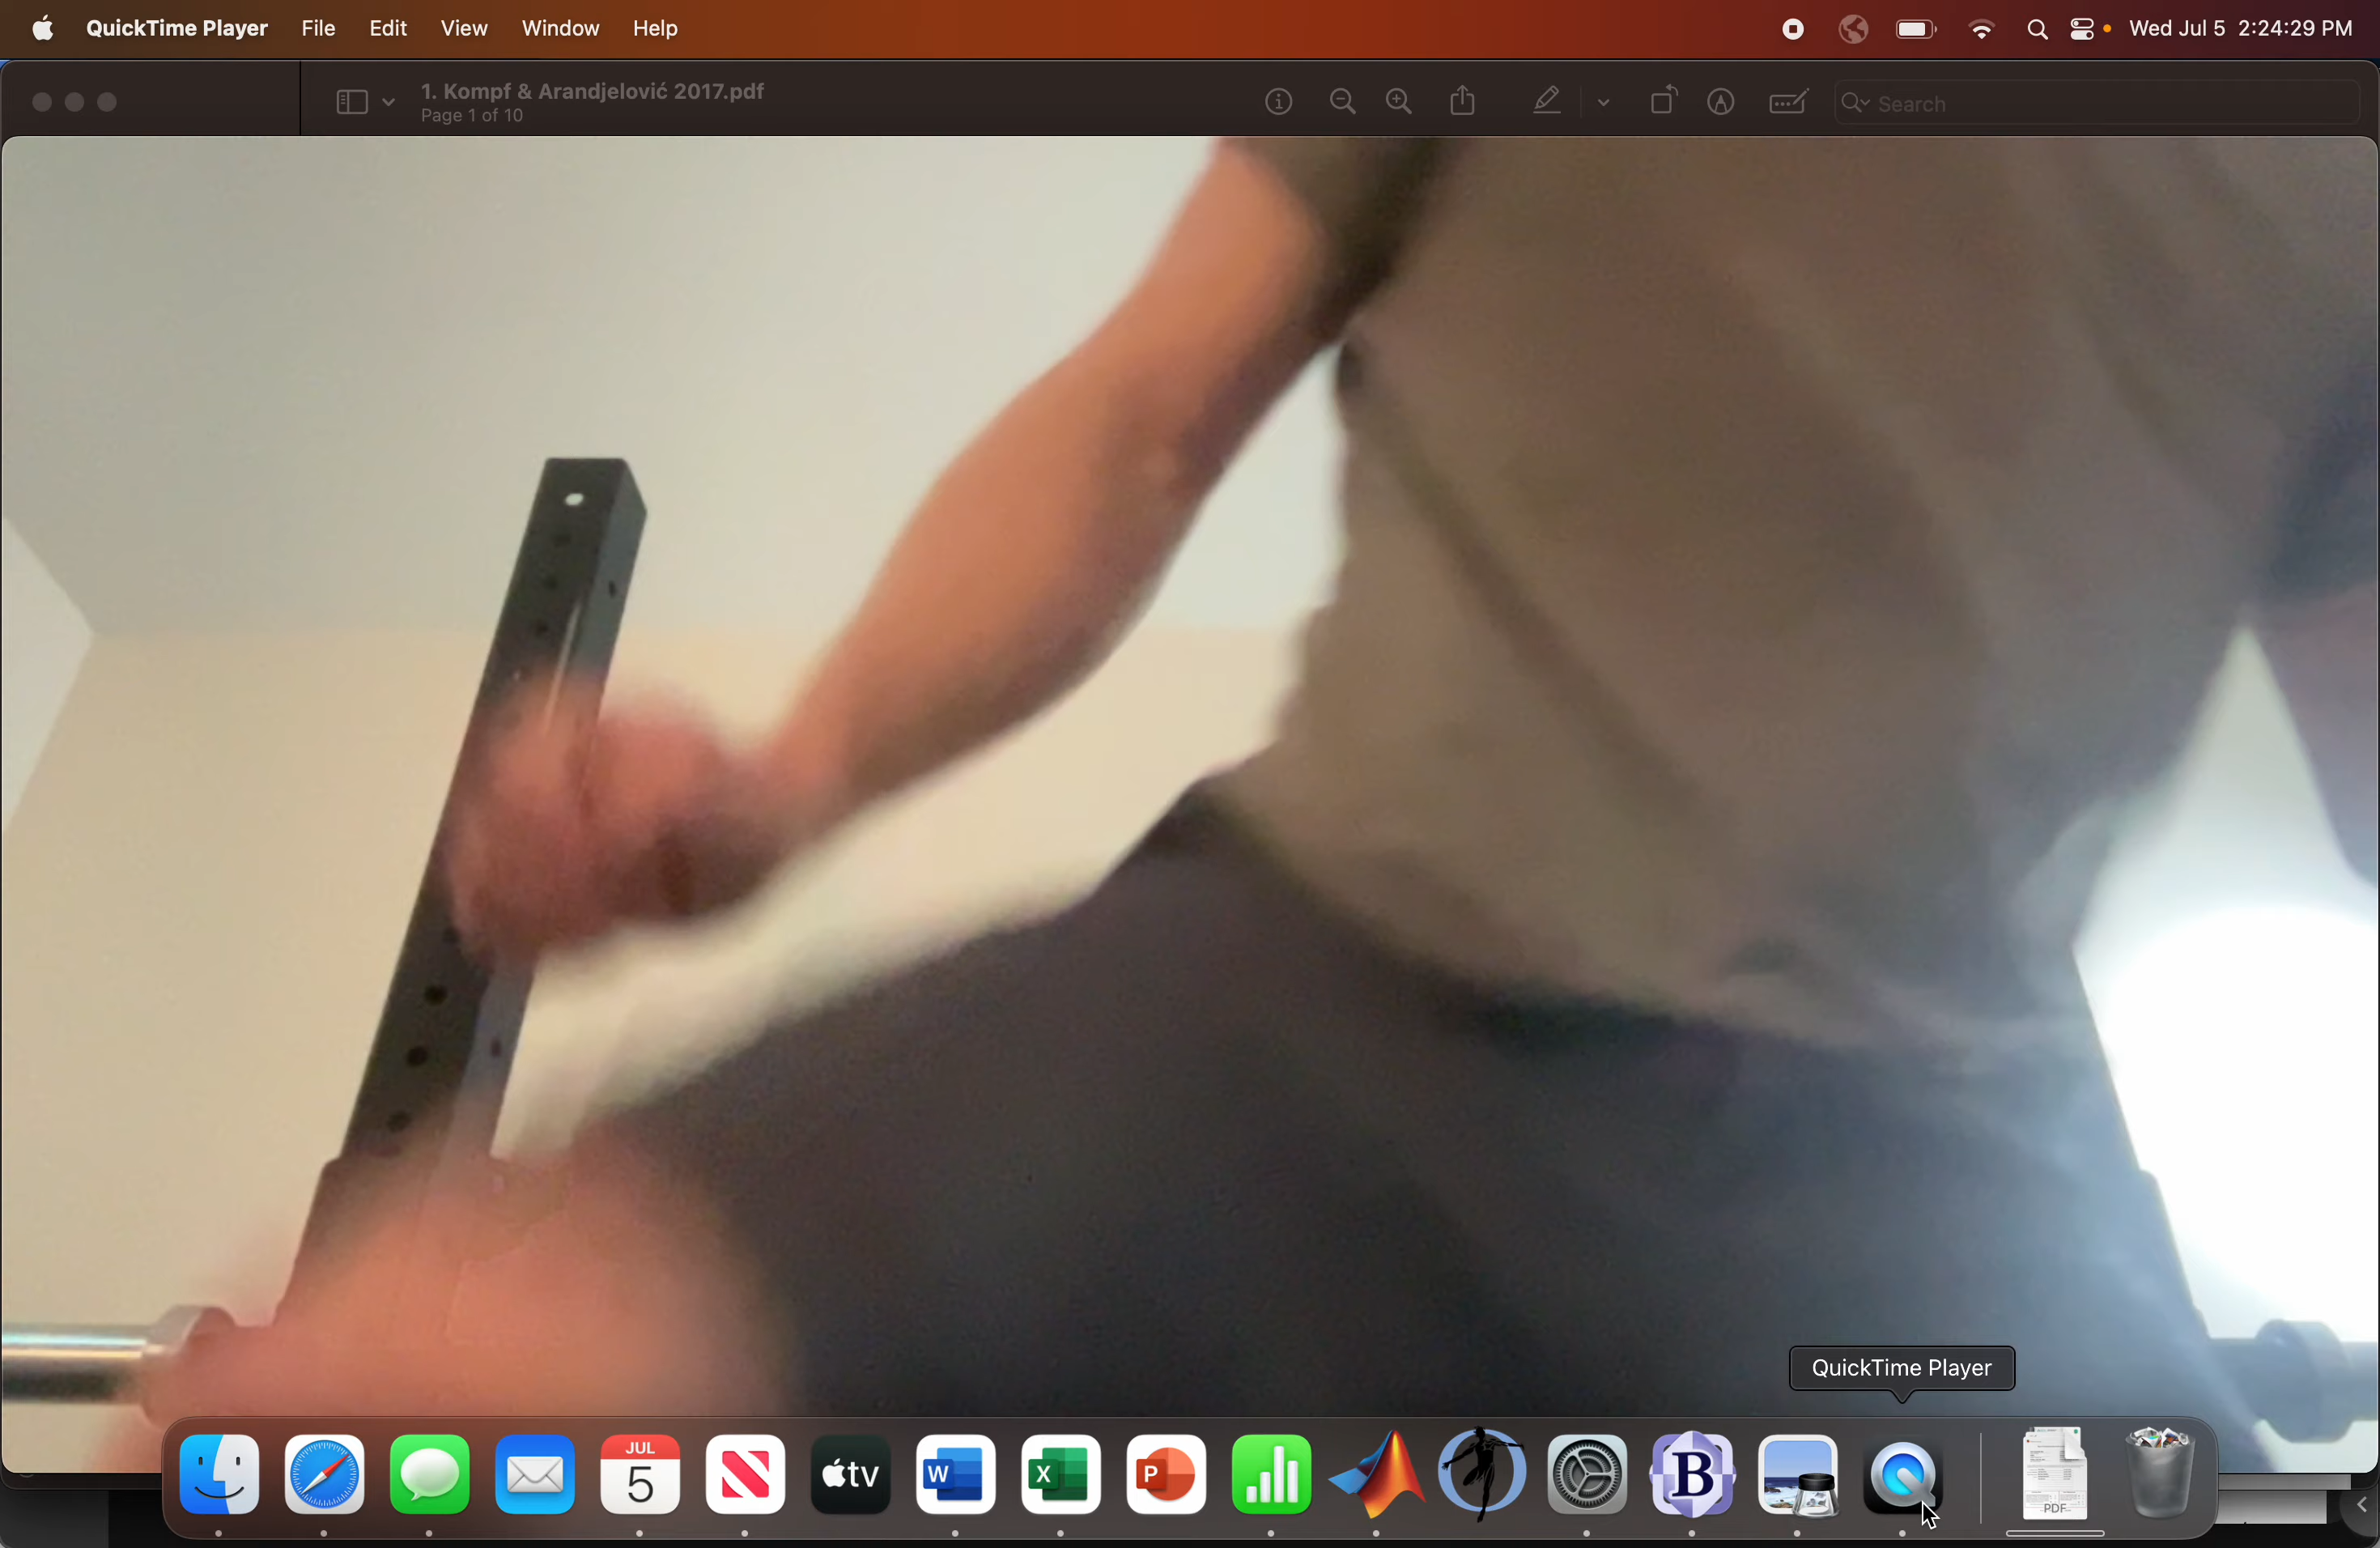 QuickTime Player File Edit View Window Help Wed Jul 5 2:24:29 PM
1. Kompf & Arandjelović 2017.pdf
Page 1 of 10
Search
QuickTime Player
JUL
5
tv
W
X
P
B
PDF